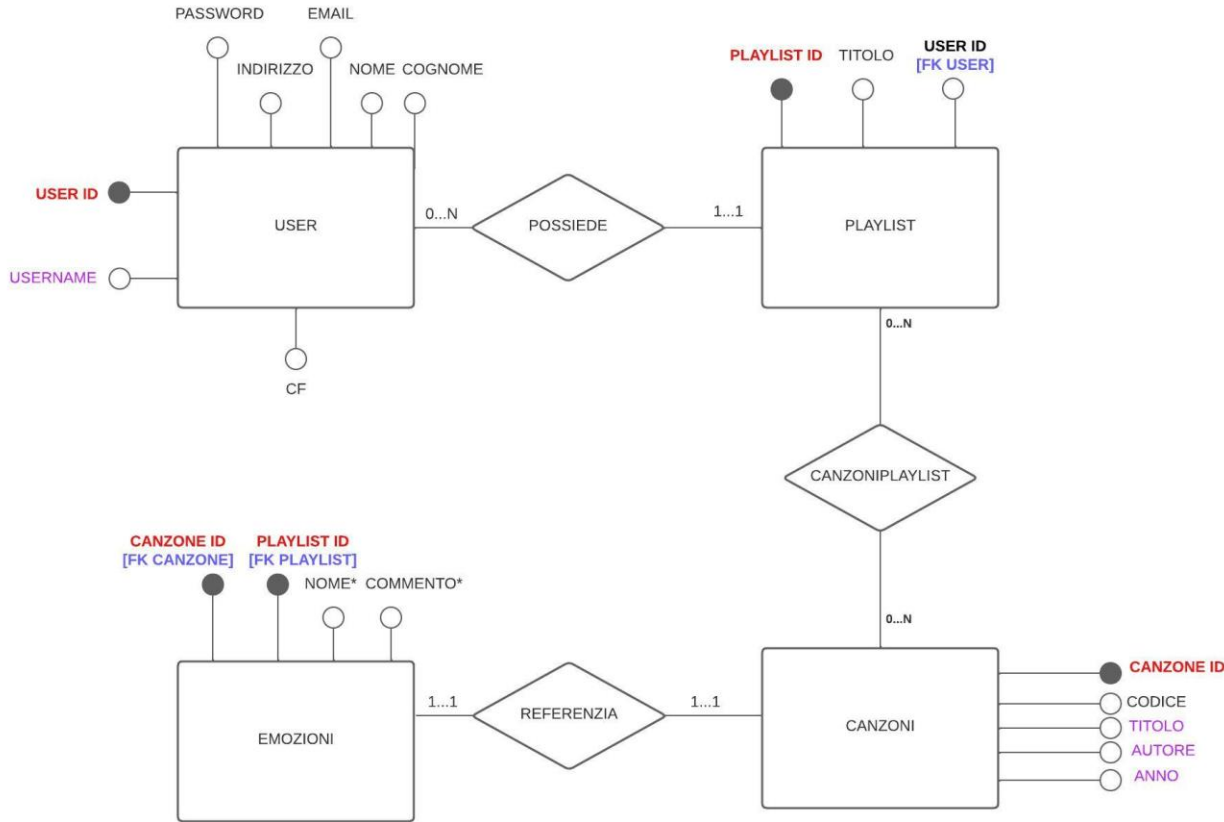 PASSWORD
EMAIL
INDIRIZZO
NOME
COGNOME
USER ID
USERNAME
USER
CF
0...N
POSSIEDE
1...1
PLAYLIST ID
TITOLO
USER ID
[FK USER]
PLAYLIST
0...N
CANZONIPLAYLIST
0...N
CANZONE ID
[FK CANZONE]
PLAYLIST ID
[FK PLAYLIST]
NOME*
COMMENTO*
EMOZIONI
1...1
REFERENZIA
1...1
CANZONI
CANZONE ID
CODICE
TITOLO
AUTORE
ANNO